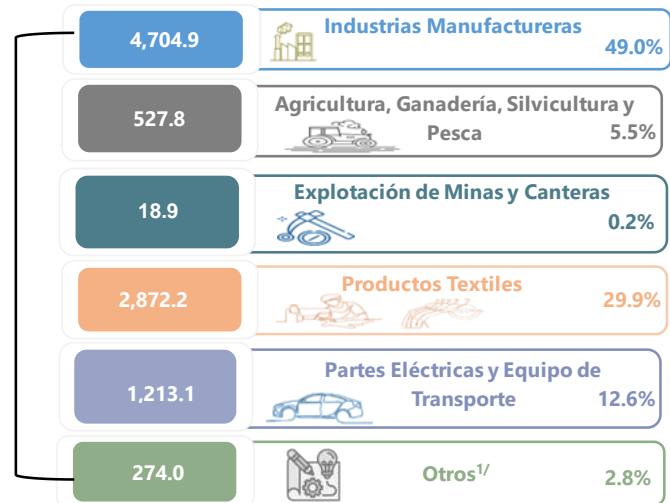 4,704.9
Industrias Manufactureras
49.0%
527.8
Agricultura, Ganadería, Silvicultura y
Pesca
5.5%
18.9
Explotación de Minas y Canteras
0.2%
2,872.2
Productos Textiles
29.9%
1,213.1
Partes Eléctricas y Equipo de
Transporte
12.6%
274.0
Otros1/
2.8%